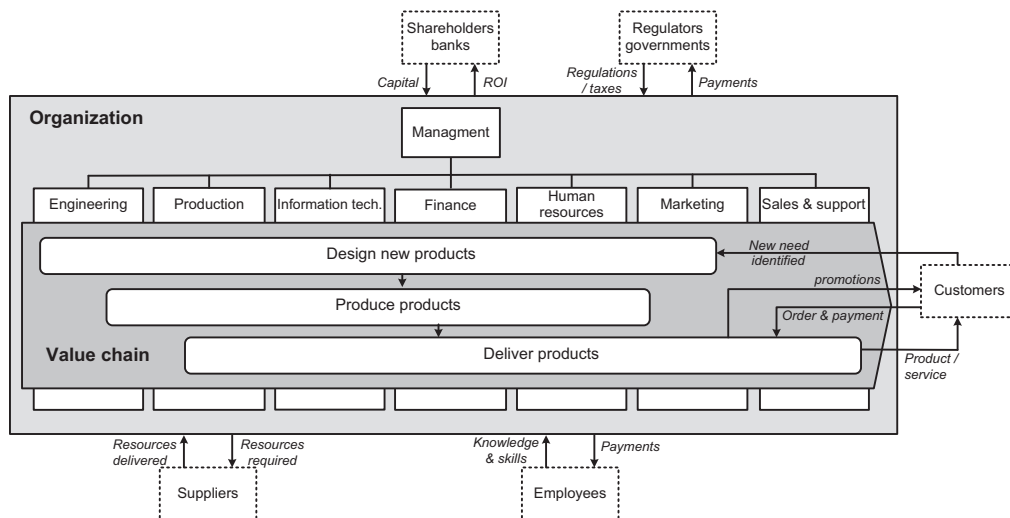 Shareholders
banks
Regulators
governments
Capital
ROI
Regulations
/ taxes
Payments
Organization
Managment
Engineering
Production
Information tech.
Finance
Human
resources
Marketing
Sales & support
Design new products
New need
identified
promotions
Customers
Produce products
Order & payment
Value chain
Deliver products
Product /
service
Resources
delivered
Resources
required
Knowledge
& skills
Payments
Suppliers
Employees